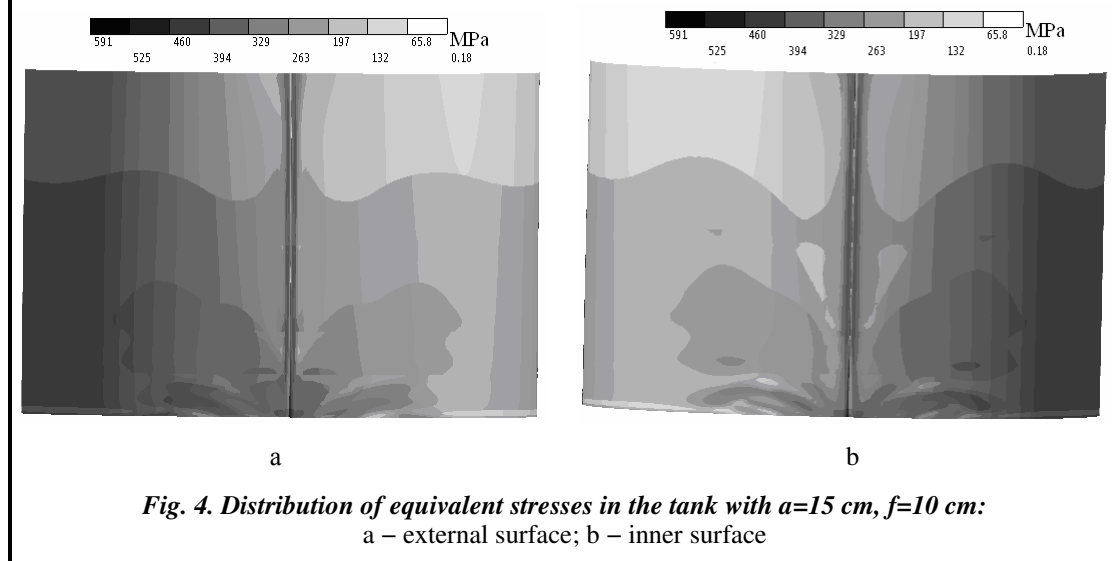 591 460 329 197 65.8 MPa
525 394 263 132 0.18
591 460 329 197 65.8 MPa
525 394 263 132 0.18
a b
Fig. 4. Distribution of equivalent stresses in the tank with a=15 cm, f=10 cm:
a – external surface; b – inner surface